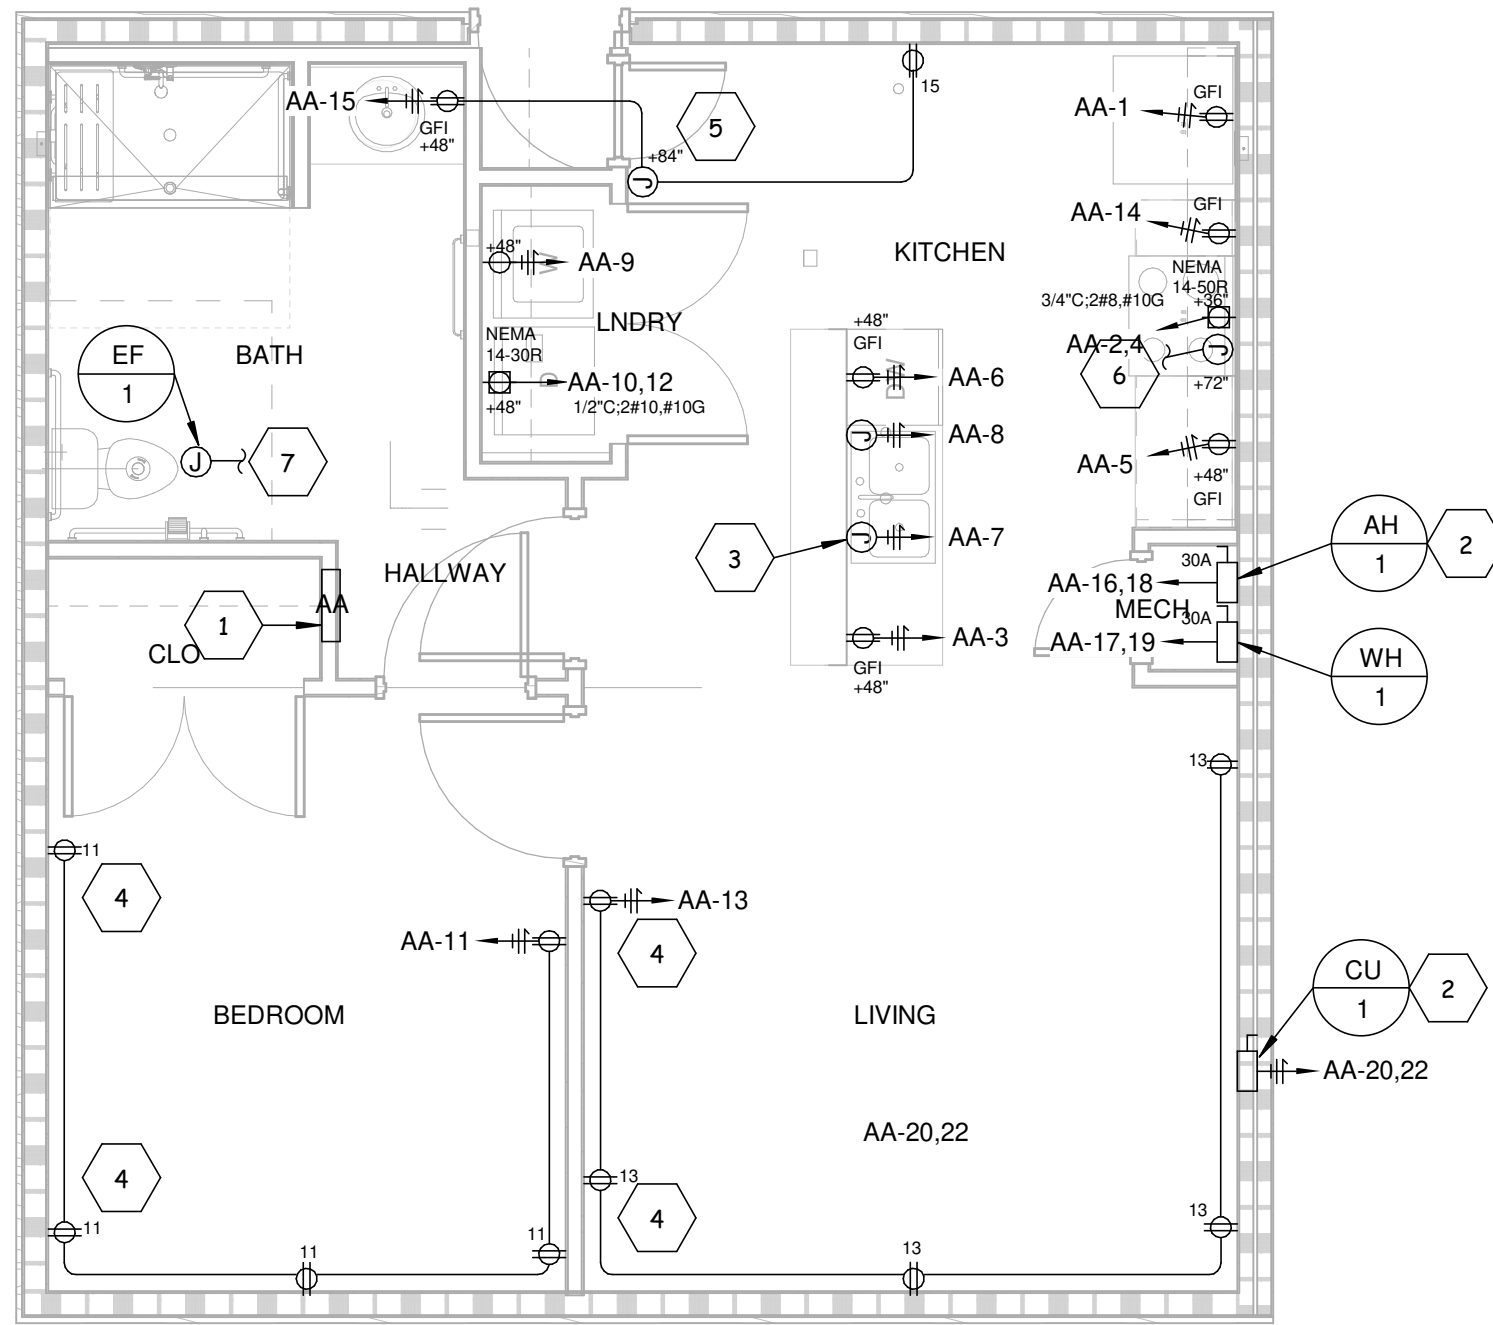 15
AA-15
GFI
+48"
+84"
J
5
AA-1
GFI
AA-14
GFI
KITCHEN
+48"
AA-9
W
LNDRY
NEMA
14-30R
D
AA-10,12
+48"
1/2"C;2#10,#10G
NEMA
14-50R
+36"
3/4"C;2#8,#10G
AA-2,4
J
6
+72"
+48"
GFI
DW
AA-6
J
AA-8
AA-5
+48"
GFI
EF
1
BATH
J
7
3
J
AA-7
AH
1
2
30A
AA-16,18
MECH
30A
AA-17,19
WH
1
HALLWAY
AA
1
CLO
AA-3
GFI
+48"
13
11
4
AA-13
4
AA-11
BEDROOM
LIVING
CU
1
2
AA-20,22
AA-20,22
4
11
13
4
13
11
11
13